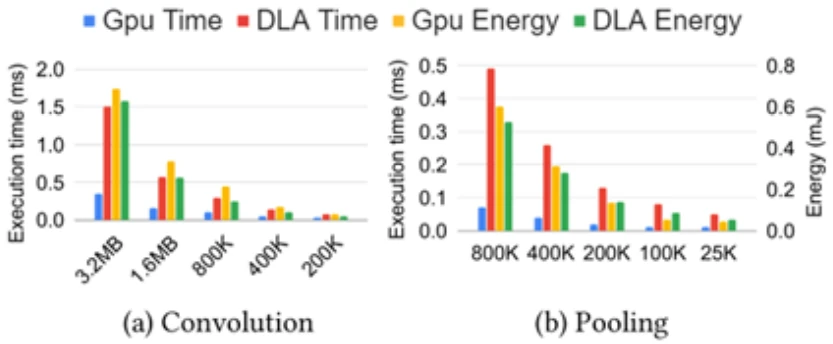 Gpu Time DLA Time Gpu Energy DLA Energy
Execution time (ms)
2.0
1.5
1.0
0.5
0.0
3.2MB 1.6MB 800K 400K 200K
(a) Convolution
Execution time (ms)
0.5
0.4
0.3
0.2
0.1
0.0
800K 400K 200K 100K 25K
0.8
0.6
0.4
0.2
0.0
Energy (mJ)
(b) Pooling